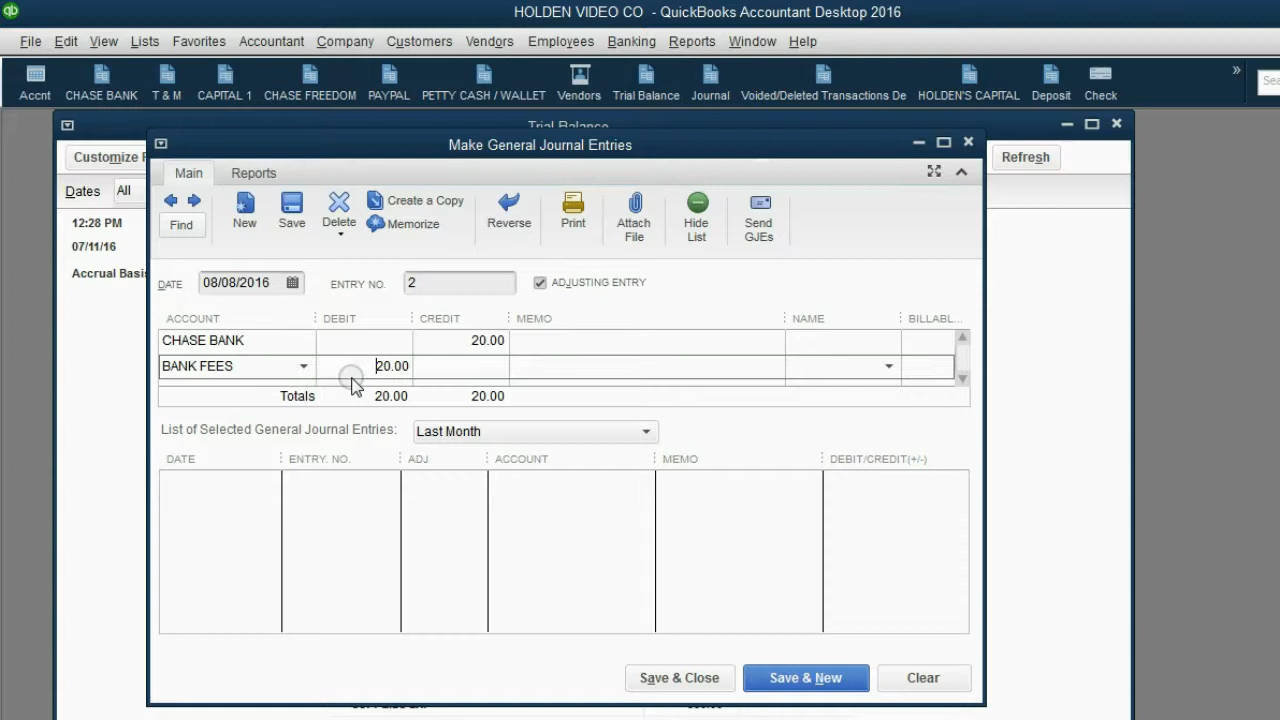 HOLDEN VIDEO CO - QuickBooks Accountant Desktop 2016
File Edit View Lists Favorites Accountant Company Customers Vendors Employees Banking Reports Window Help
Accnt CHASE BANK T & M CAPITAL 1 CHASE FREEDOM PAYPAL PETTY CASH / WALLET Vendors Trial Balance Journal Voided/Deleted Transactions De HOLDEN'S CAPITAL Deposit Check
Trial Balance
Make General Journal Entries
Customize Refresh
Main Reports
Dates All
Find New Save Delete Create a Copy Memorize Reverse Print Attach File Hide List Send GJEs
12:28 PM
07/11/16
Accrual Basis
DATE 08/08/2016 ENTRY NO. 2 ADJUSTING ENTRY
ACCOUNT DEBIT CREDIT MEMO NAME BILLABL...
CHASE BANK 20.00
BANK FEES 20.00
Totals 20.00 20.00
List of Selected General Journal Entries: Last Month
DATE ENTRY. NO. ADJ ACCOUNT MEMO DEBIT/CREDIT(+/-)
Save & Close Save & New Clear